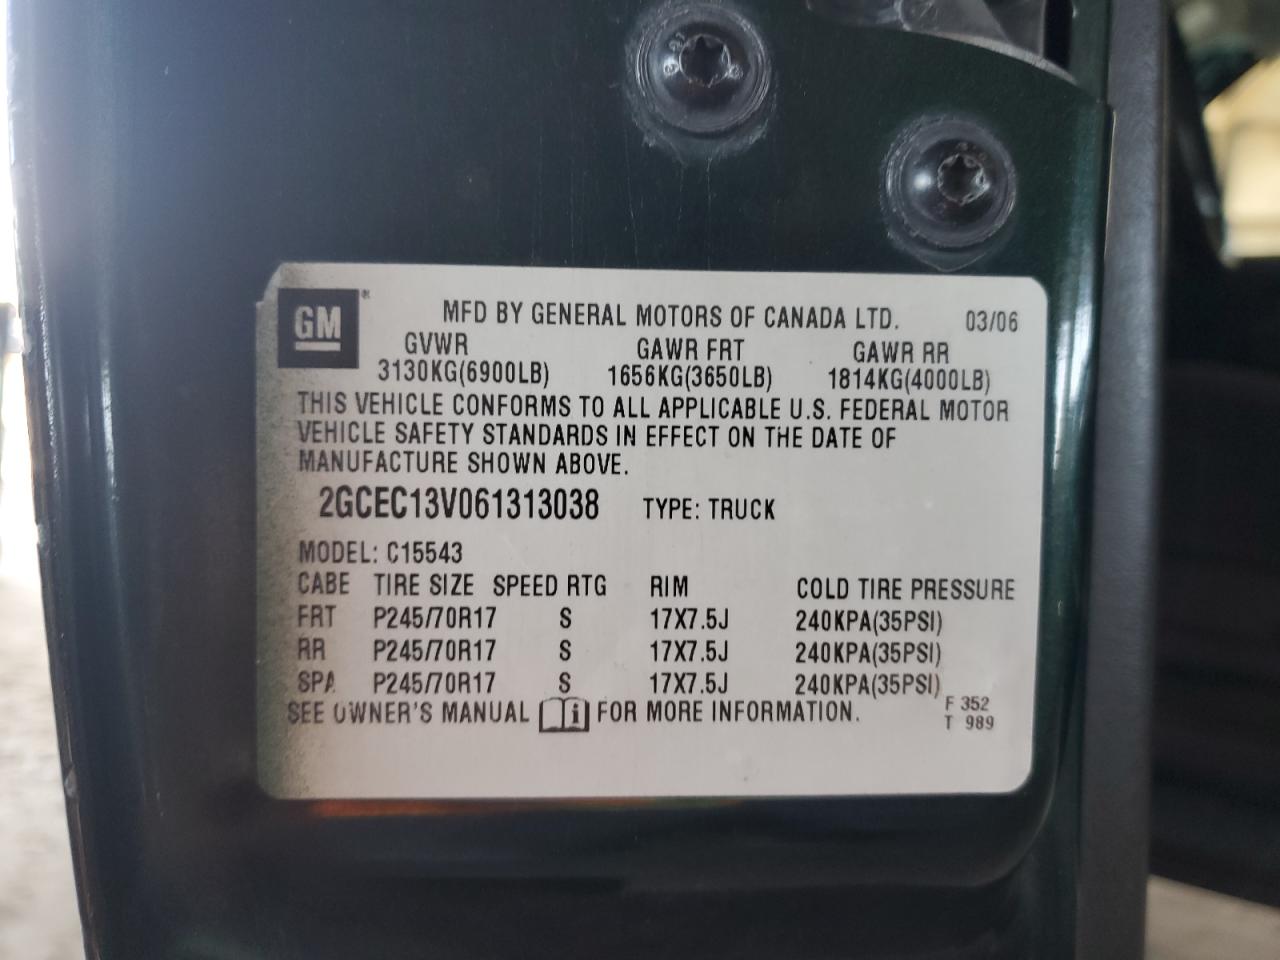 GM®
MFD BY GENERAL MOTORS OF CANADA LTD. 03/06
GVWR GAWR FRT GAWR RR
3130KG(6900LB) 1656KG(3650LB) 1814KG(4000LB)
THIS VEHICLE CONFORMS TO ALL APPLICABLE U.S. FEDERAL MOTOR
VEHICLE SAFETY STANDARDS IN EFFECT ON THE DATE OF
MANUFACTURE SHOWN ABOVE.
2GCEC13V061313038 TYPE: TRUCK
MODEL: C15543
CABE TIRE SIZE SPEED RTG RIM COLD TIRE PRESSURE
FRT P245/70R17 S 17X7.5J 240KPA(35PSI)
RR P245/70R17 S 17X7.5J 240KPA(35PSI)
SPA P245/70R17 S 17X7.5J 240KPA(35PSI)
SEE OWNER'S MANUAL i FOR MORE INFORMATION.
F 352
T 989